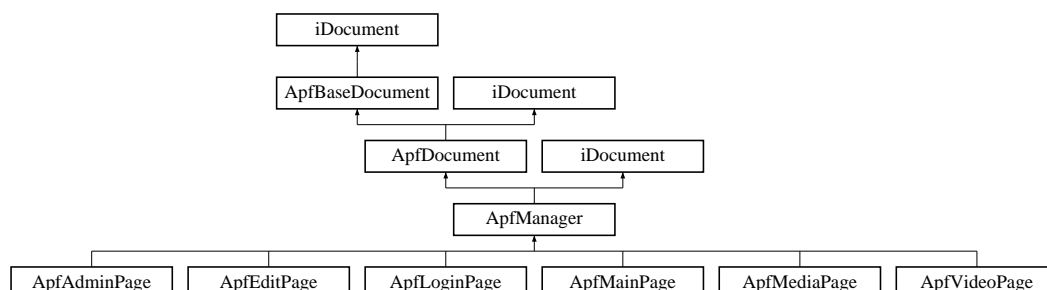 iDocument
ApfBaseDocument iDocument
ApfDocument iDocument
ApfManager
ApfAdminPage ApfEditPage ApfLoginPage ApfMainPage ApfMediaPage ApfVideoPage